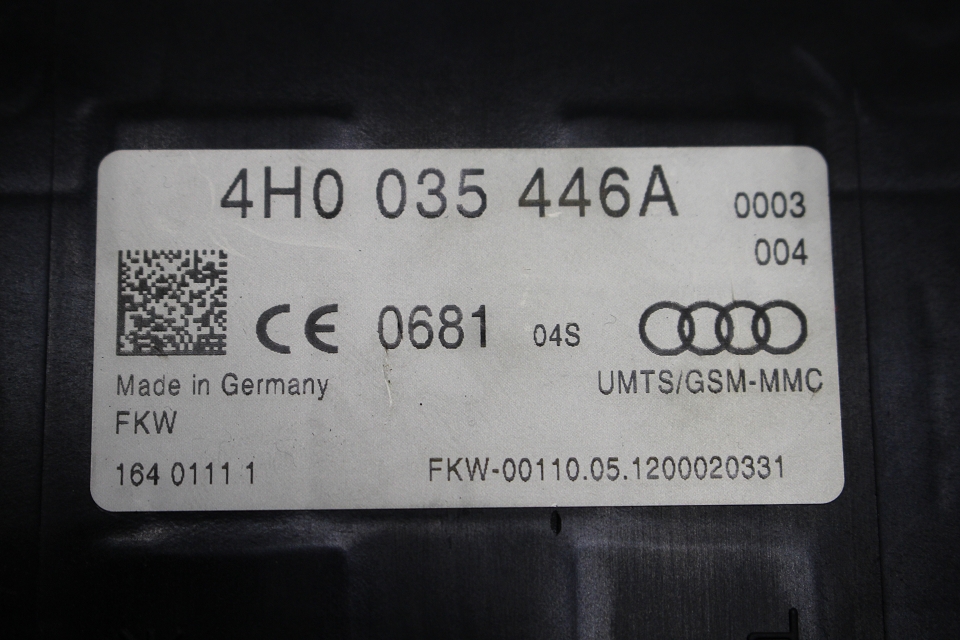 4H0 035 446A 0003
004
CE 0681 04S
Made in Germany UMTS/GSM-MMC
FKW
164 0111 1 FKW-00110.05.1200020331